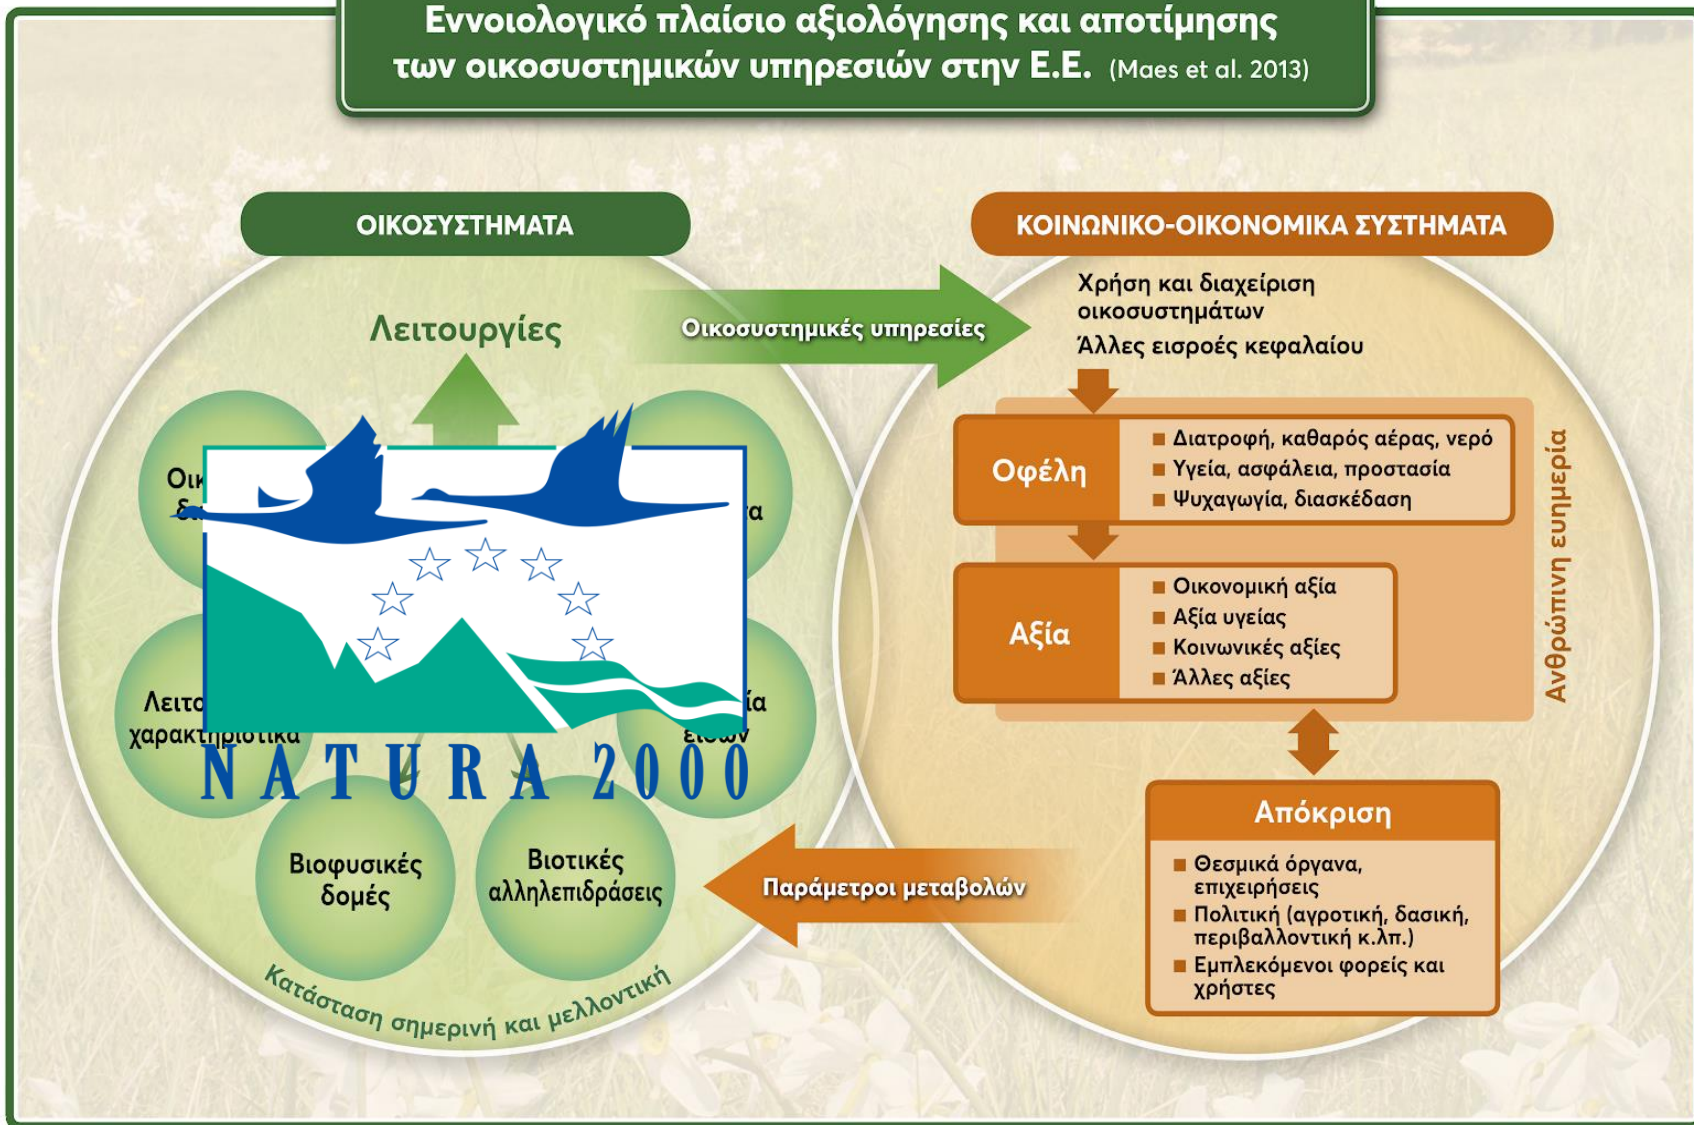 Εννοιολογικό πλαίσιο αξιολόγησης και αποτίμησης
των οικοσυστημικών υπηρεσιών στην Ε.Ε. (Maes et al. 2013)
ΟΙΚΟΣΥΣΤΗΜΑΤΑ
Λειτουργίες
Οικοσυστημικές υπηρεσίες
χαρακτηριστικά
ειδών
NATURA 2000
Βιοφυσικές
δομές
Βιοτικές
αλληλεπιδράσεις
Κατάσταση σημερινή και μελλοντική
ΚΟΙΝΩΝΙΚΟ-ΟΙΚΟΝΟΜΙΚΑ ΣΥΣΤΗΜΑΤΑ
Χρήση και διαχείριση
οικοσυστημάτων
Άλλες εισροές κεφαλαίου
Οφέλη
Διατροφή, καθαρός αέρας, νερό
Υγεία, ασφάλεια, προστασία
Ψυχαγωγία, διασκέδαση
Αξία
Οικονομική αξία
Αξία υγείας
Κοινωνικές αξίες
Άλλες αξίες
Ανθρώπινη ευημερία
Απόκριση
Θεσμικά όργανα,
επιχειρήσεις
Πολιτική (αγροτική, δασική,
περιβαλλοντική κ.λπ.)
Εμπλεκόμενοι φορείς και
χρήστες
Παράμετροι μεταβολών